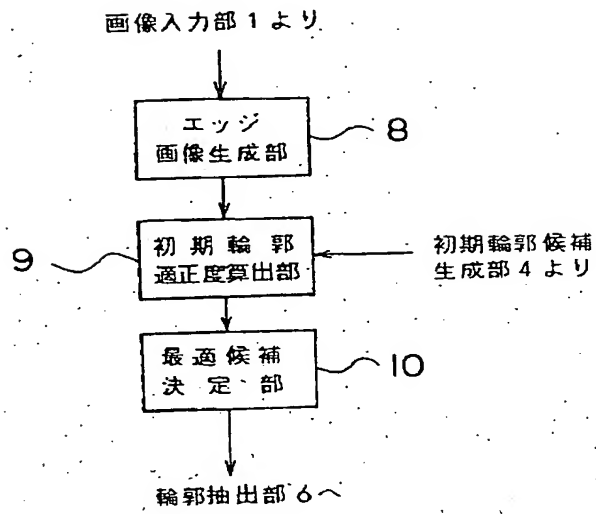 画像入力部1より
エッジ
画像生成部
8
初期輪郭
適正度算出部
9
初期輪郭候補
生成部4より
最適候補
決定部
10
輪郭抽出部6へ